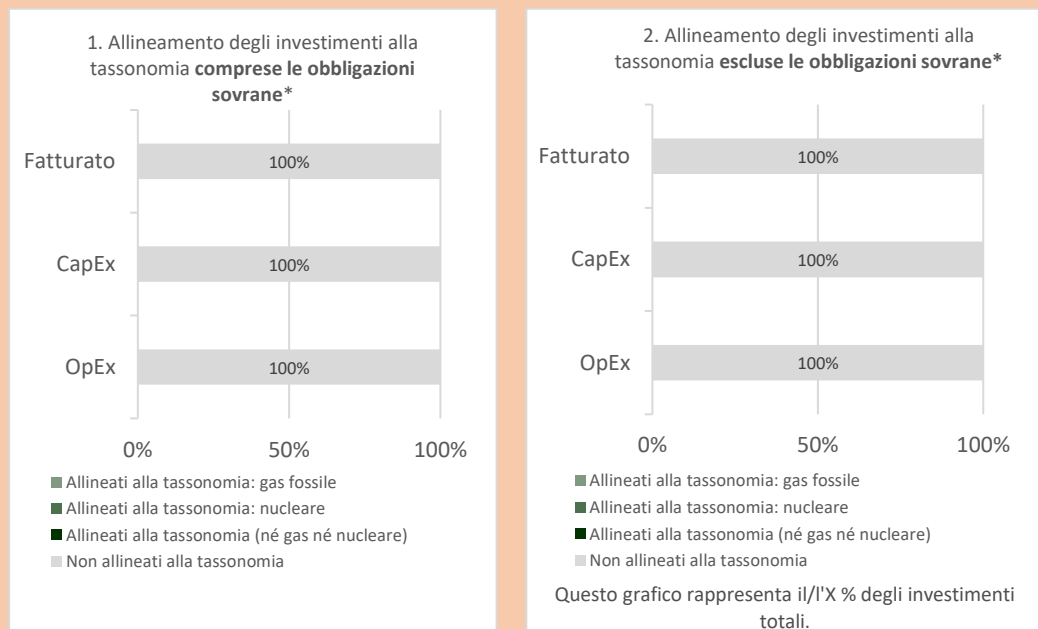 1. Allineamento degli investimenti alla
tassonomia comprese le obbligazioni
sovrane*
Fatturato
100%
CapEx
100%
OpEx
100%
0%
50%
100%
Allineati alla tassonomia: gas fossile
Allineati alla tassonomia: nucleare
Allineati alla tassonomia (né gas né nucleare)
Non allineati alla tassonomia
2. Allineamento degli investimenti alla
tassonomia escluse le obbligazioni sovrane*
Fatturato
100%
CapEx
100%
OpEx
100%
0%
50%
100%
Allineati alla tassonomia: gas fossile
Allineati alla tassonomia: nucleare
Allineati alla tassonomia (né gas né nucleare)
Non allineati alla tassonomia
Questo grafico rappresenta il/l'X % degli investimenti
totali.